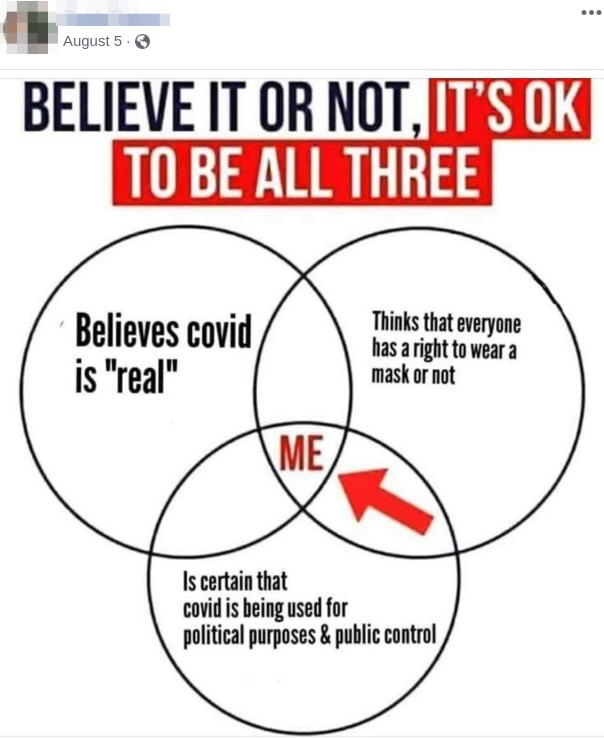 August 5
BELIEVE IT OR NOT, IT'S OK
TO BE ALL THREE
Believes covid
is "real"
Thinks that everyone
has a right to wear a
mask or not
ME
Is certain that
covid is being used for
political purposes & public control